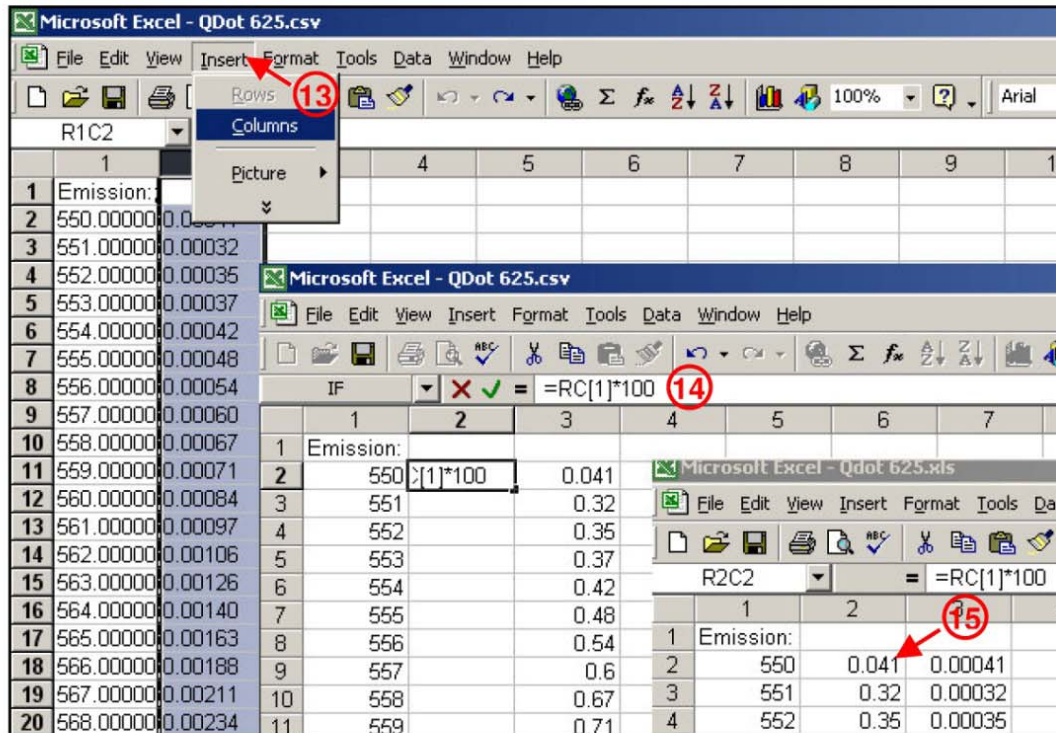 Microsoft Excel - QDot 625.csv
File Edit View Insert Format Tools Data Window Help
13
Rows
100% Arial
R1C2
Columns
Picture
1 4 5 6 7 8 9 1
1 Emission:
2 550.00000
3 551.00000 0.00032
4 552.00000 0.00035
5 553.00000 0.00037
6 554.00000 0.00042
7 555.00000 0.00048
8 556.00000 0.00054
9 557.00000 0.00060
10 558.00000 0.00067
11 559.00000 0.00071
12 560.00000 0.00084
13 561.00000 0.00097
14 562.00000 0.00106
15 563.00000 0.00126
16 564.00000 0.00140
17 565.00000 0.00163
18 566.00000 0.00188
19 567.00000 0.00211
20 568.00000 0.00234
Microsoft Excel - QDot 625.csv
File Edit View Insert Format Tools Data Window Help
IF = =RC[1]*100 14
1 2 3 4 5 6 7
1 Emission:
2 550 C[1]*100 0.041
3 551 0.32
4 552 0.35
5 553 0.37
6 554 0.42
7 555 0.48
8 556 0.54
9 557 0.6
10 558 0.67
11 559 0.71
Microsoft Excel - Qdot 625.xls
File Edit View Insert Format Tools Da
R2C2 = =RC[1]*100
1 2 3
15
1 Emission:
2 550 0.041 0.00041
3 551 0.32 0.00032
4 552 0.35 0.00035